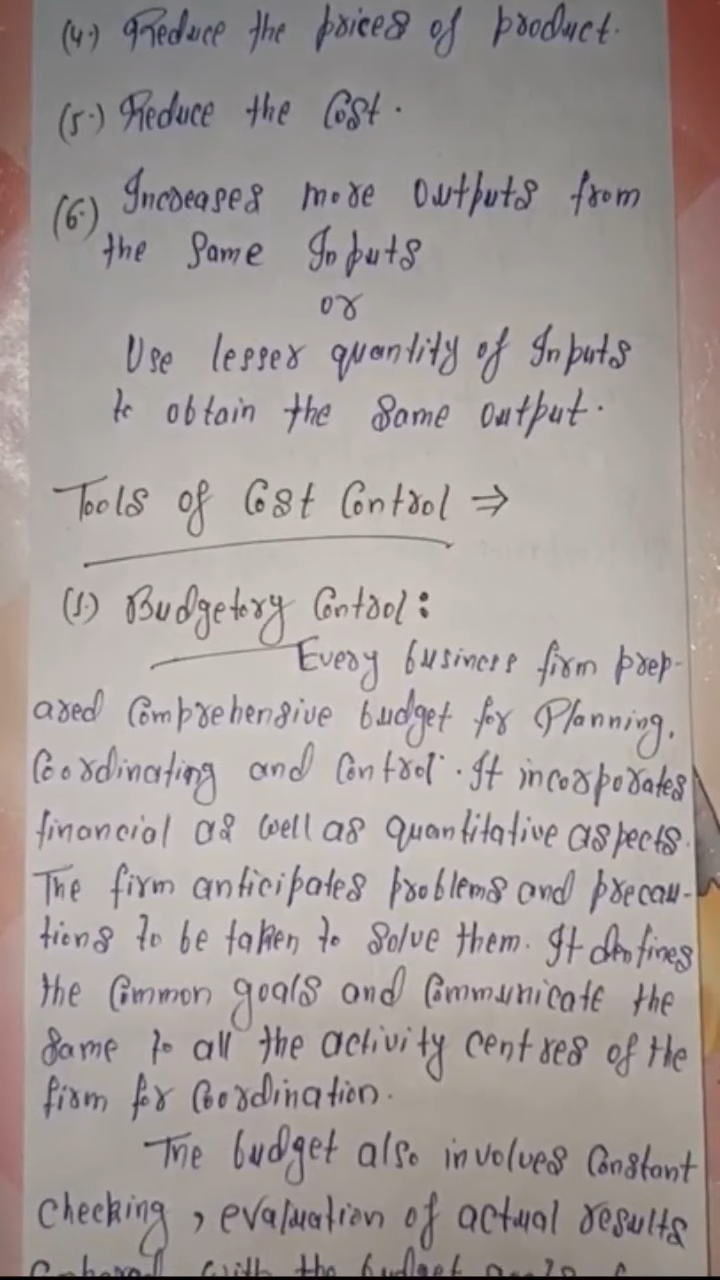 (4.) Reduce the prices of product.
(5.) Reduce the Cost.
(6.) Increases more outputs from
the Same Inputs
or
Use lesser quantity of Inputs
to obtain the Same output.
Tools of Cost Control ⇒
(1.) Budgetory Control:
Every business firm prep-
ared Comprehensive budget for Planning,
Coordinating and Control. It incorporates
financial as well as quantitative aspects.
The firm anticipates problems and precau-
tions to be taken to Solve them. It defines
the Common goals and Communicate the
Same to all the activity centres of the
firm for Coordination.
The budget also involves Constant
checking, evaluation of actual results
with the budget